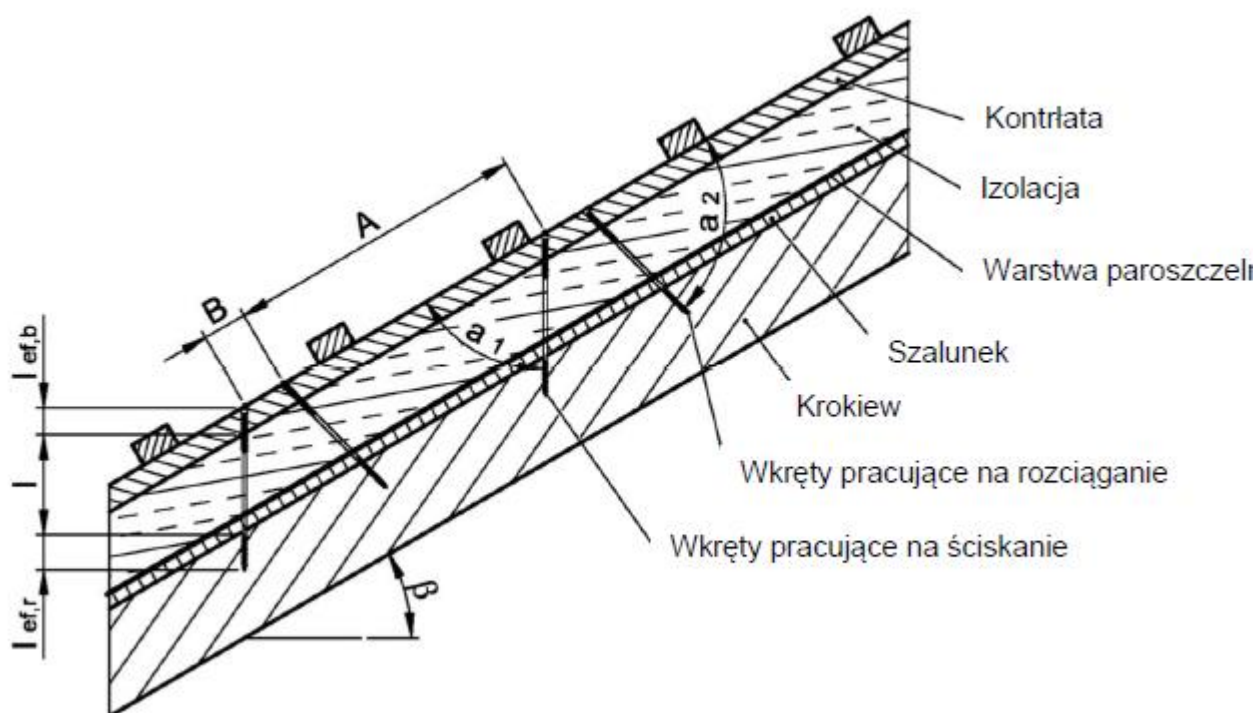 Kontrłata
Izolacja
Warstwa paroszczeln
Szalunek
Krokiew
Wkręty pracujące na rozciąganie
Wkręty pracujące na ściskanie
A
B
a 1
a 2
l ef,b
l
l ef,r
β